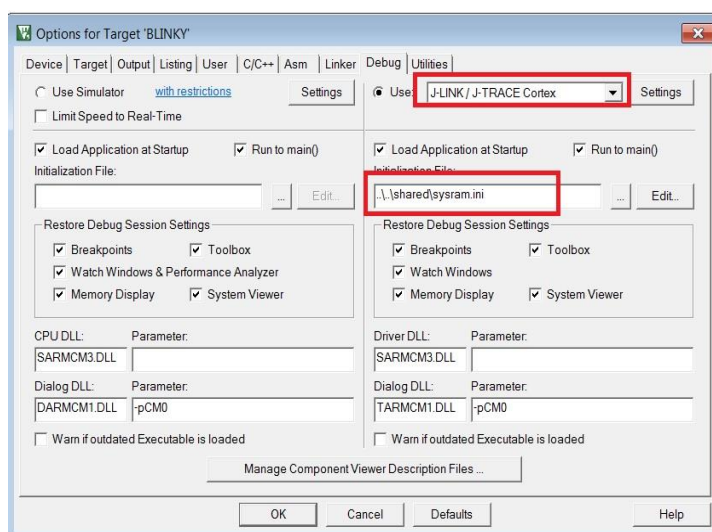 Options for Target 'BLINKY'
Device Target Output Listing User C/C++ Asm Linker Debug Utilities
Use Simulator with restrictions Settings
Limit Speed to Real-Time
Load Application at Startup Run to main()
Initialization File:
... Edit...
Restore Debug Session Settings
Breakpoints Toolbox
Watch Windows & Performance Analyzer
Memory Display System Viewer
CPU DLL: Parameter:
SARMCM3.DLL
Dialog DLL: Parameter:
DARMCM1.DLL -pCM0
Warn if outdated Executable is loaded
Use: J-LINK / J-TRACE Cortex Settings
Load Application at Startup Run to main()
Initialization File:
..\..\shared\sysram.ini ... Edit...
Restore Debug Session Settings
Breakpoints Toolbox
Watch Windows
Memory Display System Viewer
Driver DLL: Parameter:
SARMCM3.DLL
Dialog DLL: Parameter:
TARMCM1.DLL -pCM0
Warn if outdated Executable is loaded
Manage Component Viewer Description Files ...
OK Cancel Defaults Help